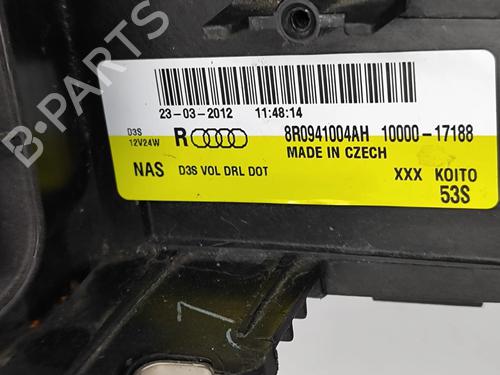 B-PARTS
23-03-2012 11:48:14
D3S
12V24W
R
8R0941004AH 10000-17188
MADE IN CZECH
NAS D3S VOL DRL DOT
XXX KOITO
53S